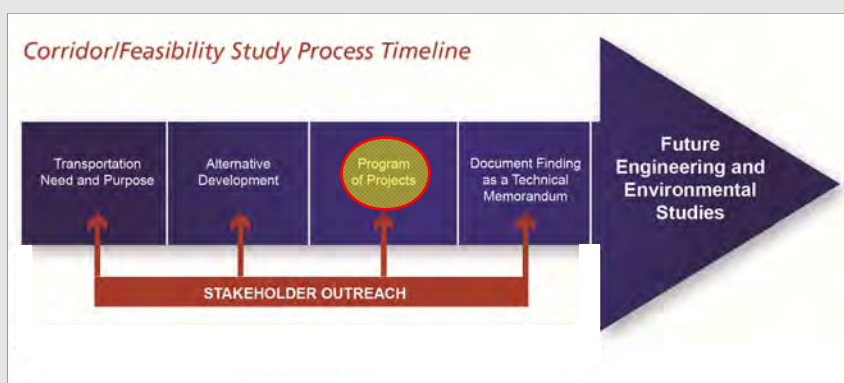 Corridor/Feasibility Study Process Timeline
Transportation
Need and Purpose
Alternative
Development
Program
of Projects
Document Finding
as a Technical
Memorandum
Future
Engineering and
Environmental
Studies
STAKEHOLDER OUTREACH